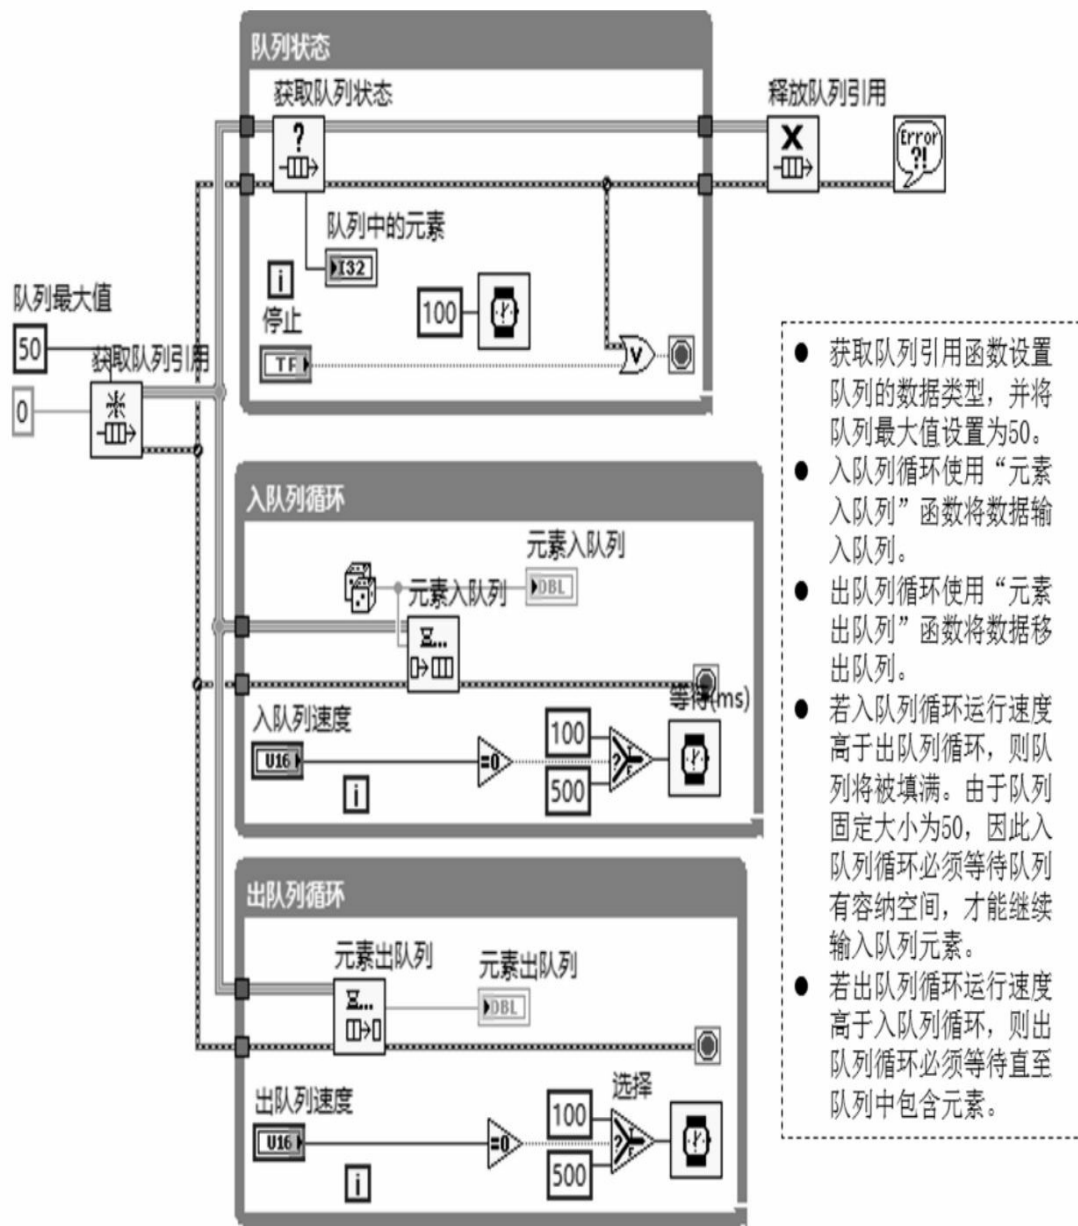 队列状态
获取队列状态
?
释放队列引用
X
Error
?!
队列中的元素
I32
i
停止
100
TF
V
队列最大值
50
获取队列引用
0
入队列循环
元素入队列
DBL
元素入队列
等待(ms)
入队列速度
U16
=0
100
500
?
T
F
i
出队列循环
元素出队列
元素出队列
DBL
出队列速度
U16
=0
选择
100
500
?
T
F
i
● 获取队列引用函数设置
队列的数据类型，并将
队列最大值设置为50。
● 入队列循环使用“元素
入队列”函数将数据输
入队列。
● 出队列循环使用“元素
出队列”函数将数据移
出队列。
● 若入队列循环运行速度
高于出队列循环，则队
列将被填满。由于队列
固定大小为50，因此入
队列循环必须等待队列
有容纳空间，才能继续
输入队列元素。
● 若出队列循环运行速度
高于入队列循环，则出
队列循环必须等待直至
队列中包含元素。